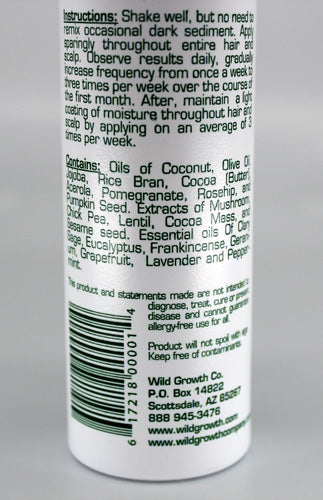 Instructions: Shake well, but no need to
remix occasional dark sediment. Apply
sparingly throughout entire hair and
scalp. Observe results daily, gradually
increase frequency from once a week to
three times per week over the course of
the first month. After, maintain a light
coating of moisture throughout hair and
scalp by applying on an average of 3
times per week.
Contains: Oils of Coconut, Olive Oil,
Jojoba, Rice Bran, Cocoa (Butter),
Acerola, Pomegranate, Rosehip, and
Pumpkin Seed. Extracts of Mushroom,
Chick Pea, Lentil, Cocoa Mass, and
Sesame seed. Essential oils Of Clary
Sage, Eucalyptus, Frankincense, Gerani-
um, Grapefruit, Lavender and Pepper-
mint.
This product and statements made are not intended to
diagnose, treat, cure or prevent
disease and cannot guarantee
allergy-free use for all.
Product will not spoil with age.
Keep free of contaminants.
Wild Growth Co.
P.O. Box 14822
Scottsdale, AZ 85267
888 945-3476
www.wildgrowth.com
www.wildgrowthcompany.com
6 17218 00001 4